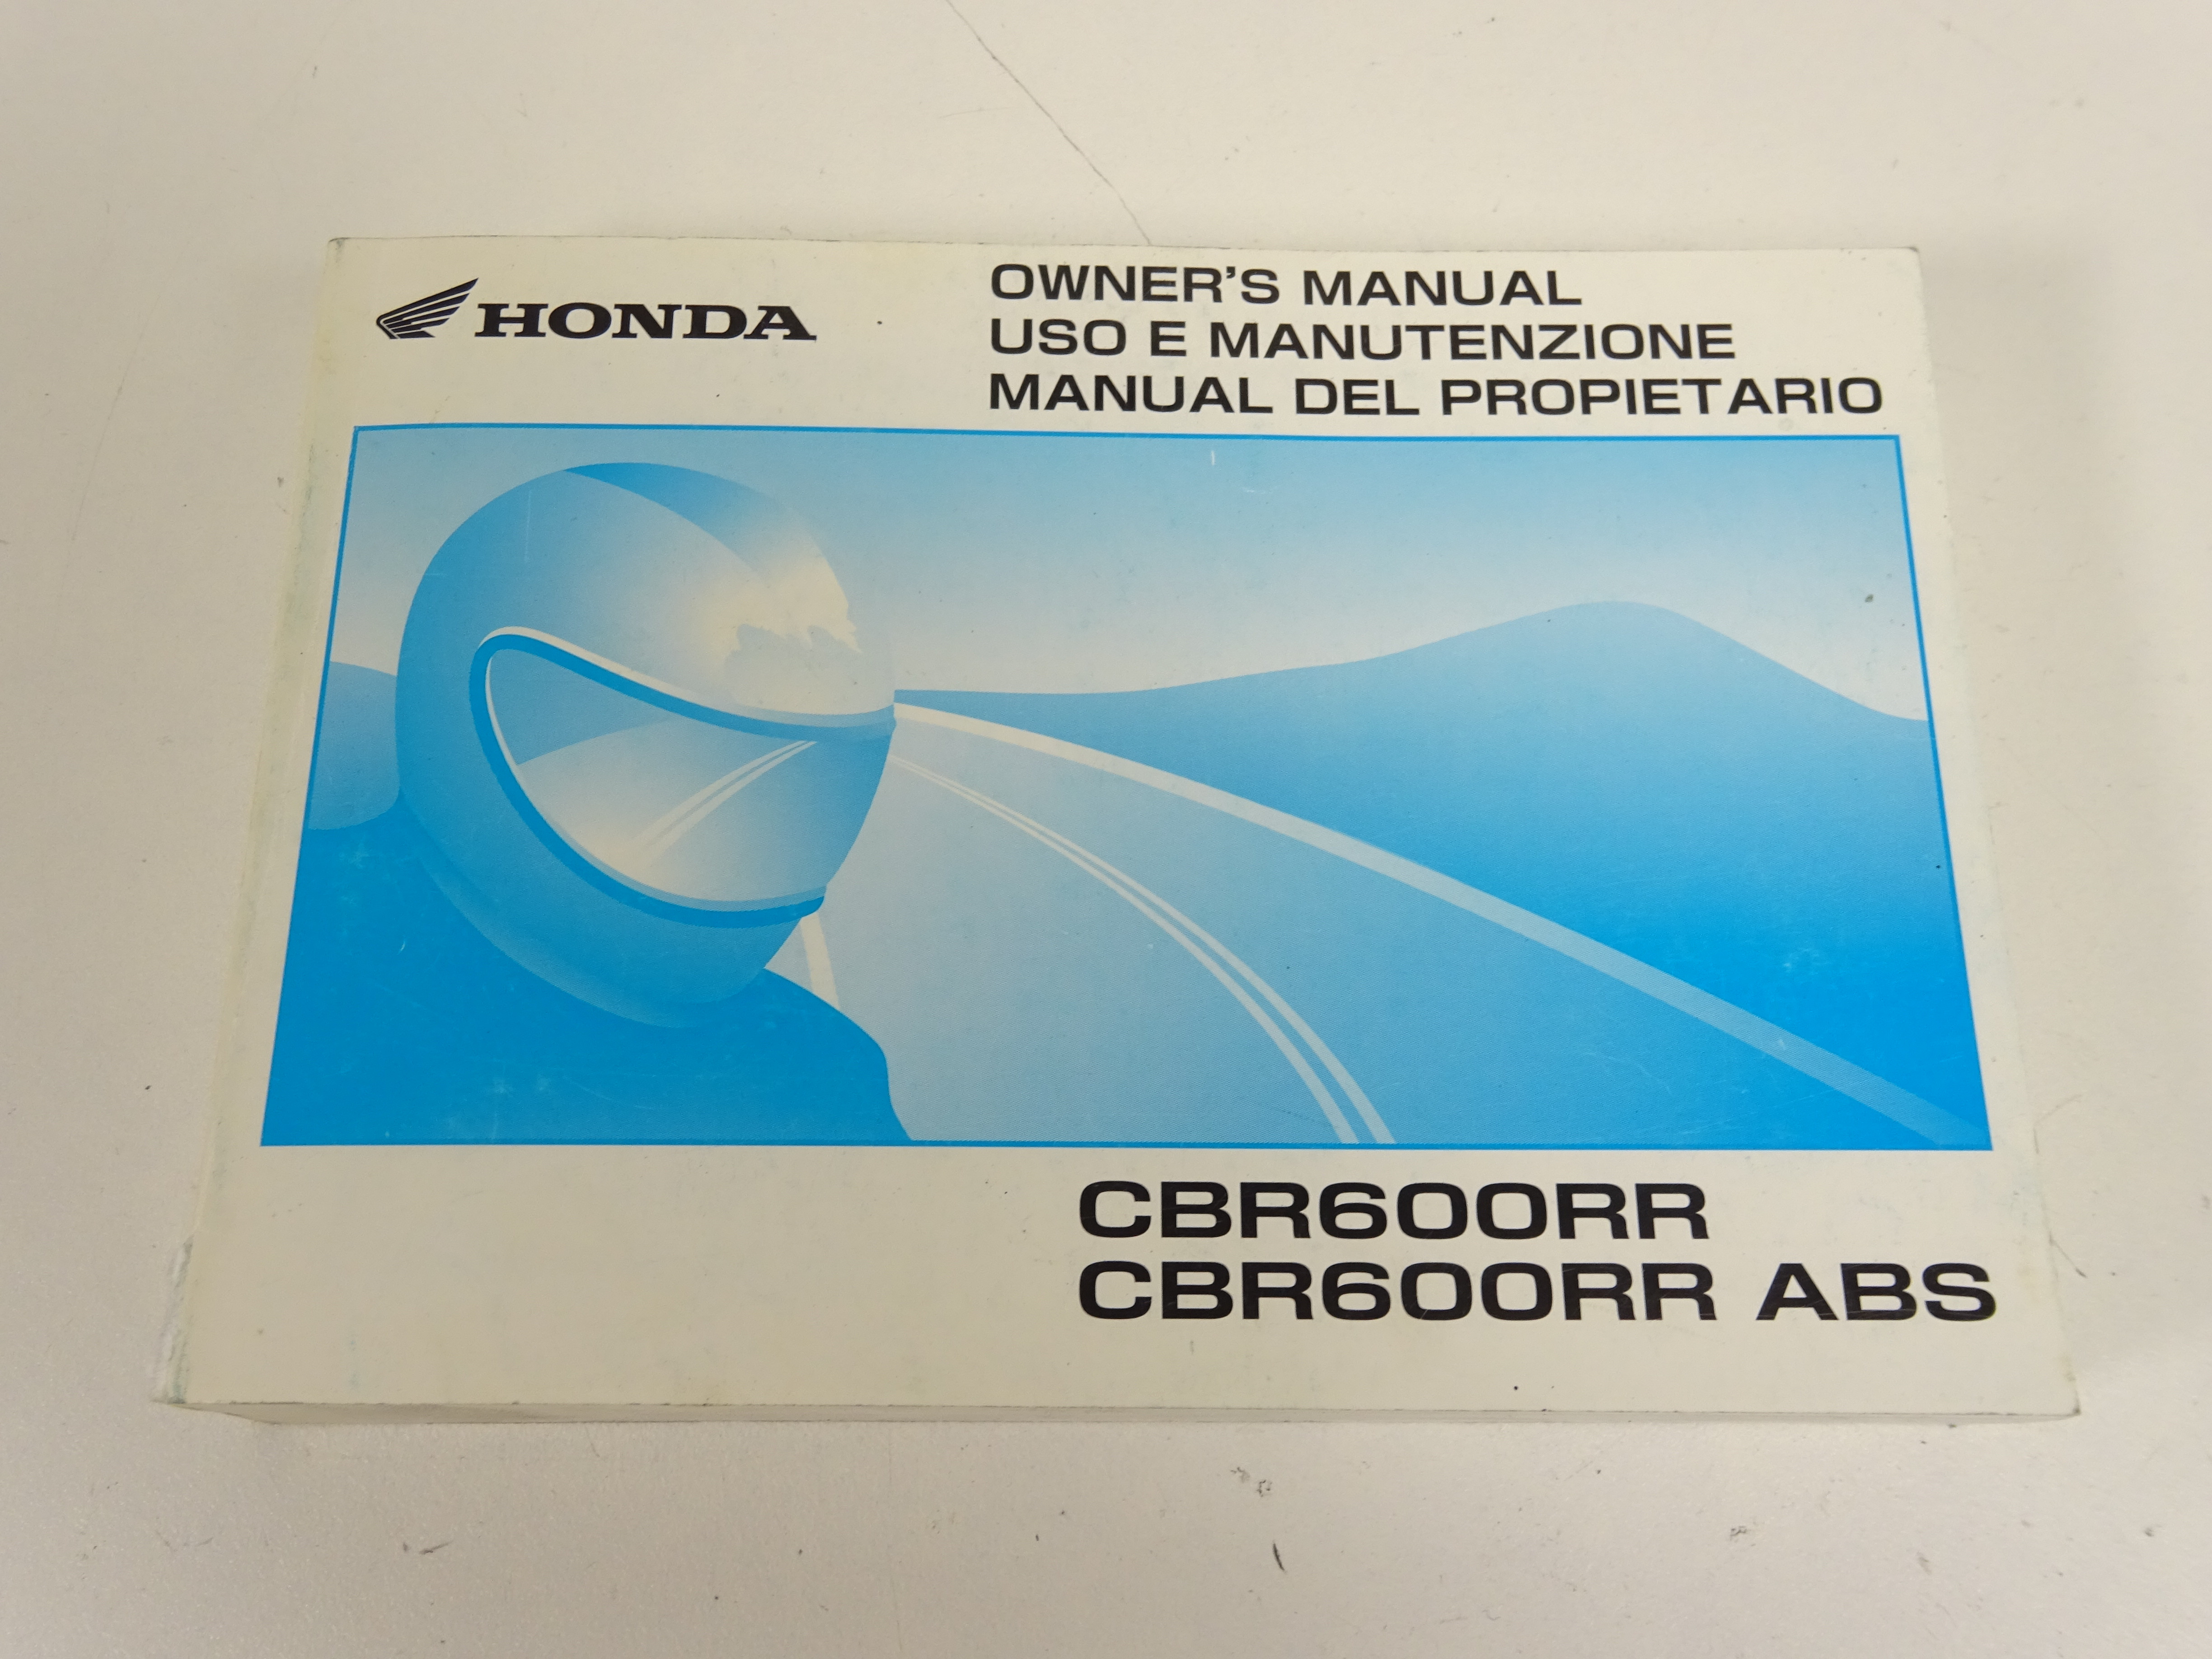 HONDA
OWNER'S MANUAL
USO E MANUTENZIONE
MANUAL DEL PROPIETARIO
CBR600RR
CBR600RR ABS